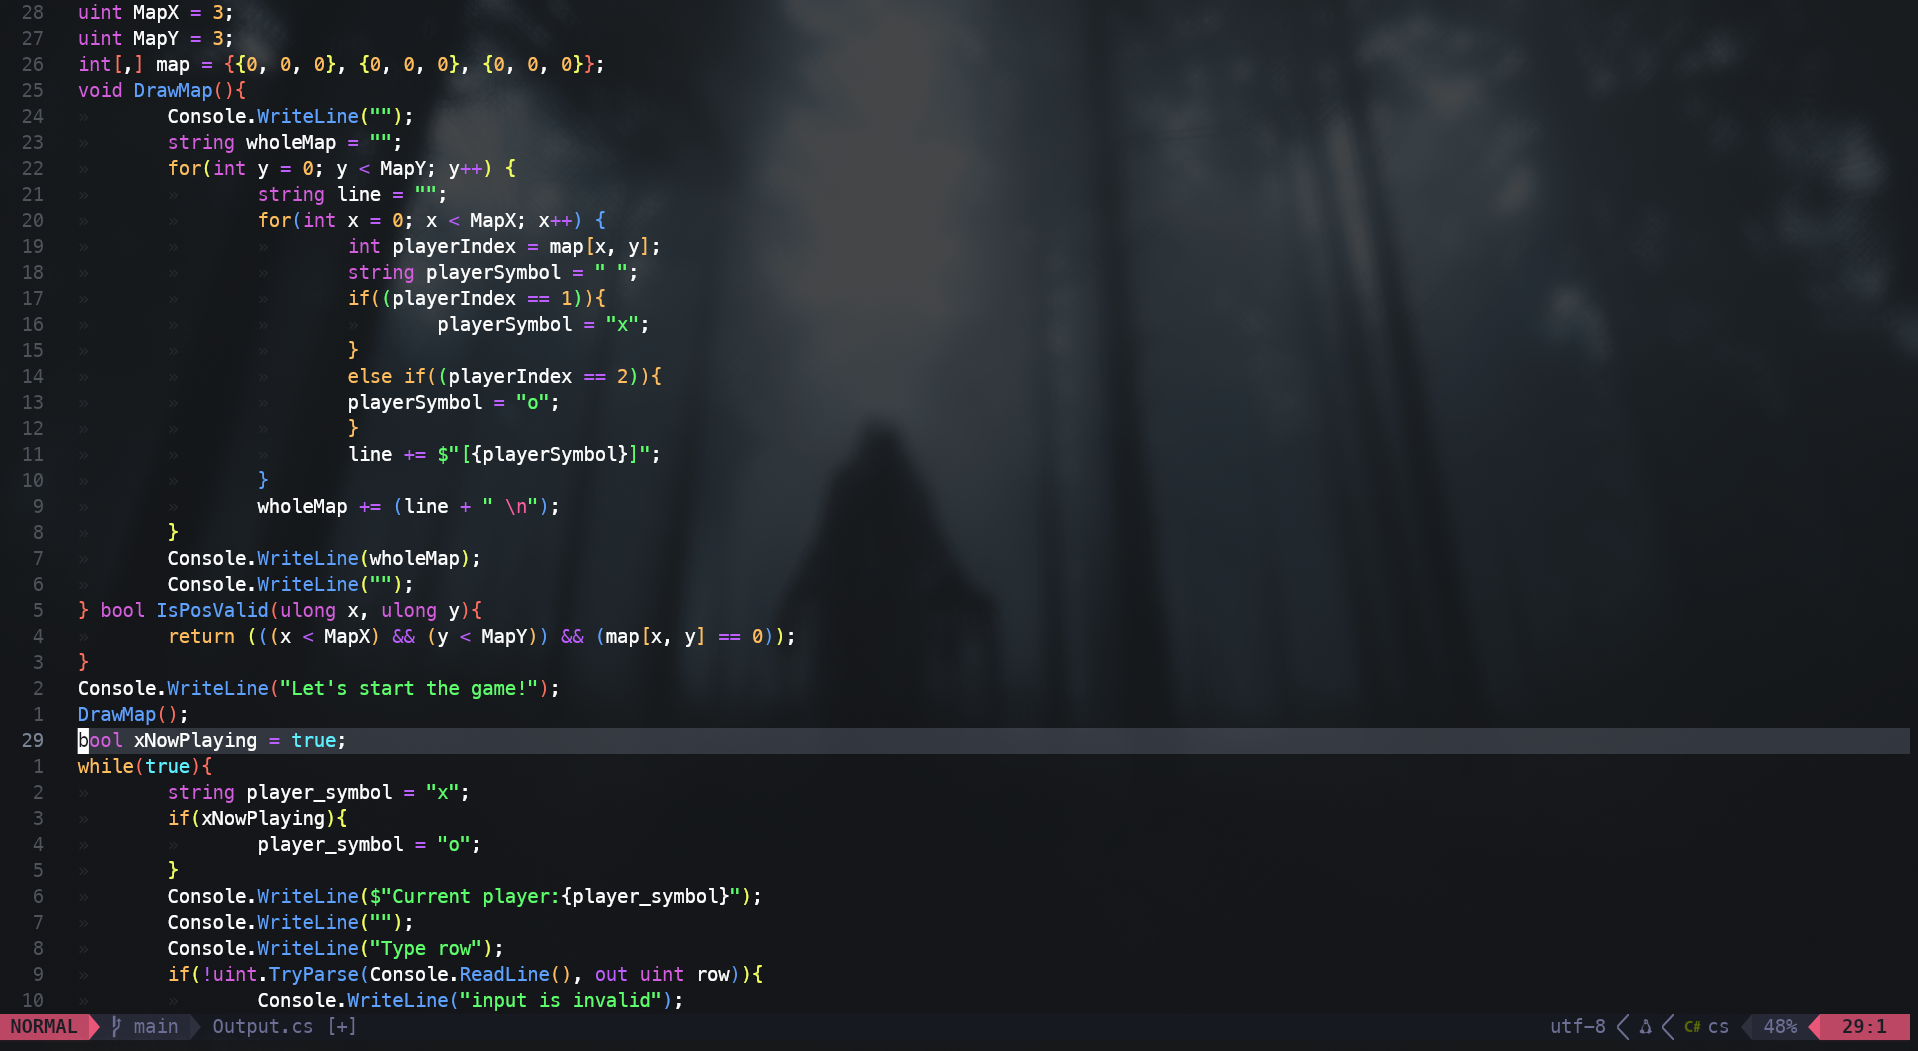 28 uint MapX = 3;
27 uint MapY = 3;
26 int[,] map = {{0, 0, 0}, {0, 0, 0}, {0, 0, 0}};
25 void DrawMap(){
24 » Console.WriteLine("");
23 » string wholeMap = "";
22 » for(int y = 0; y < MapY; y++) {
21 » » string line = "";
20 » » for(int x = 0; x < MapX; x++) {
19 » » » int playerIndex = map[x, y];
18 » » » string playerSymbol = " ";
17 » » » if((playerIndex == 1)){
16 » » » » playerSymbol = "x";
15 » » » }
14 » » » else if((playerIndex == 2)){
13 » » » playerSymbol = "o";
12 » » » }
11 » » » line += $"[{playerSymbol}]";
10 » » }
9 » » wholeMap += (line + " \n");
8 » }
7 » Console.WriteLine(wholeMap);
6 » Console.WriteLine("");
5 } bool IsPosValid(ulong x, ulong y){
4 » return (((x < MapX) && (y < MapY)) && (map[x, y] == 0));
3 }
2 Console.WriteLine("Let's start the game!");
1 DrawMap();
29 bool xNowPlaying = true;
1 while(true){
2 » string player_symbol = "x";
3 » if(xNowPlaying){
4 » » player_symbol = "o";
5 » }
6 » Console.WriteLine($"Current player:{player_symbol}");
7 » Console.WriteLine("");
8 » Console.WriteLine("Type row");
9 » if(!uint.TryParse(Console.ReadLine(), out uint row)){
10 » » Console.WriteLine("input is invalid");
NORMAL main Output.cs [+] utf-8 C# cs 48% 29:1